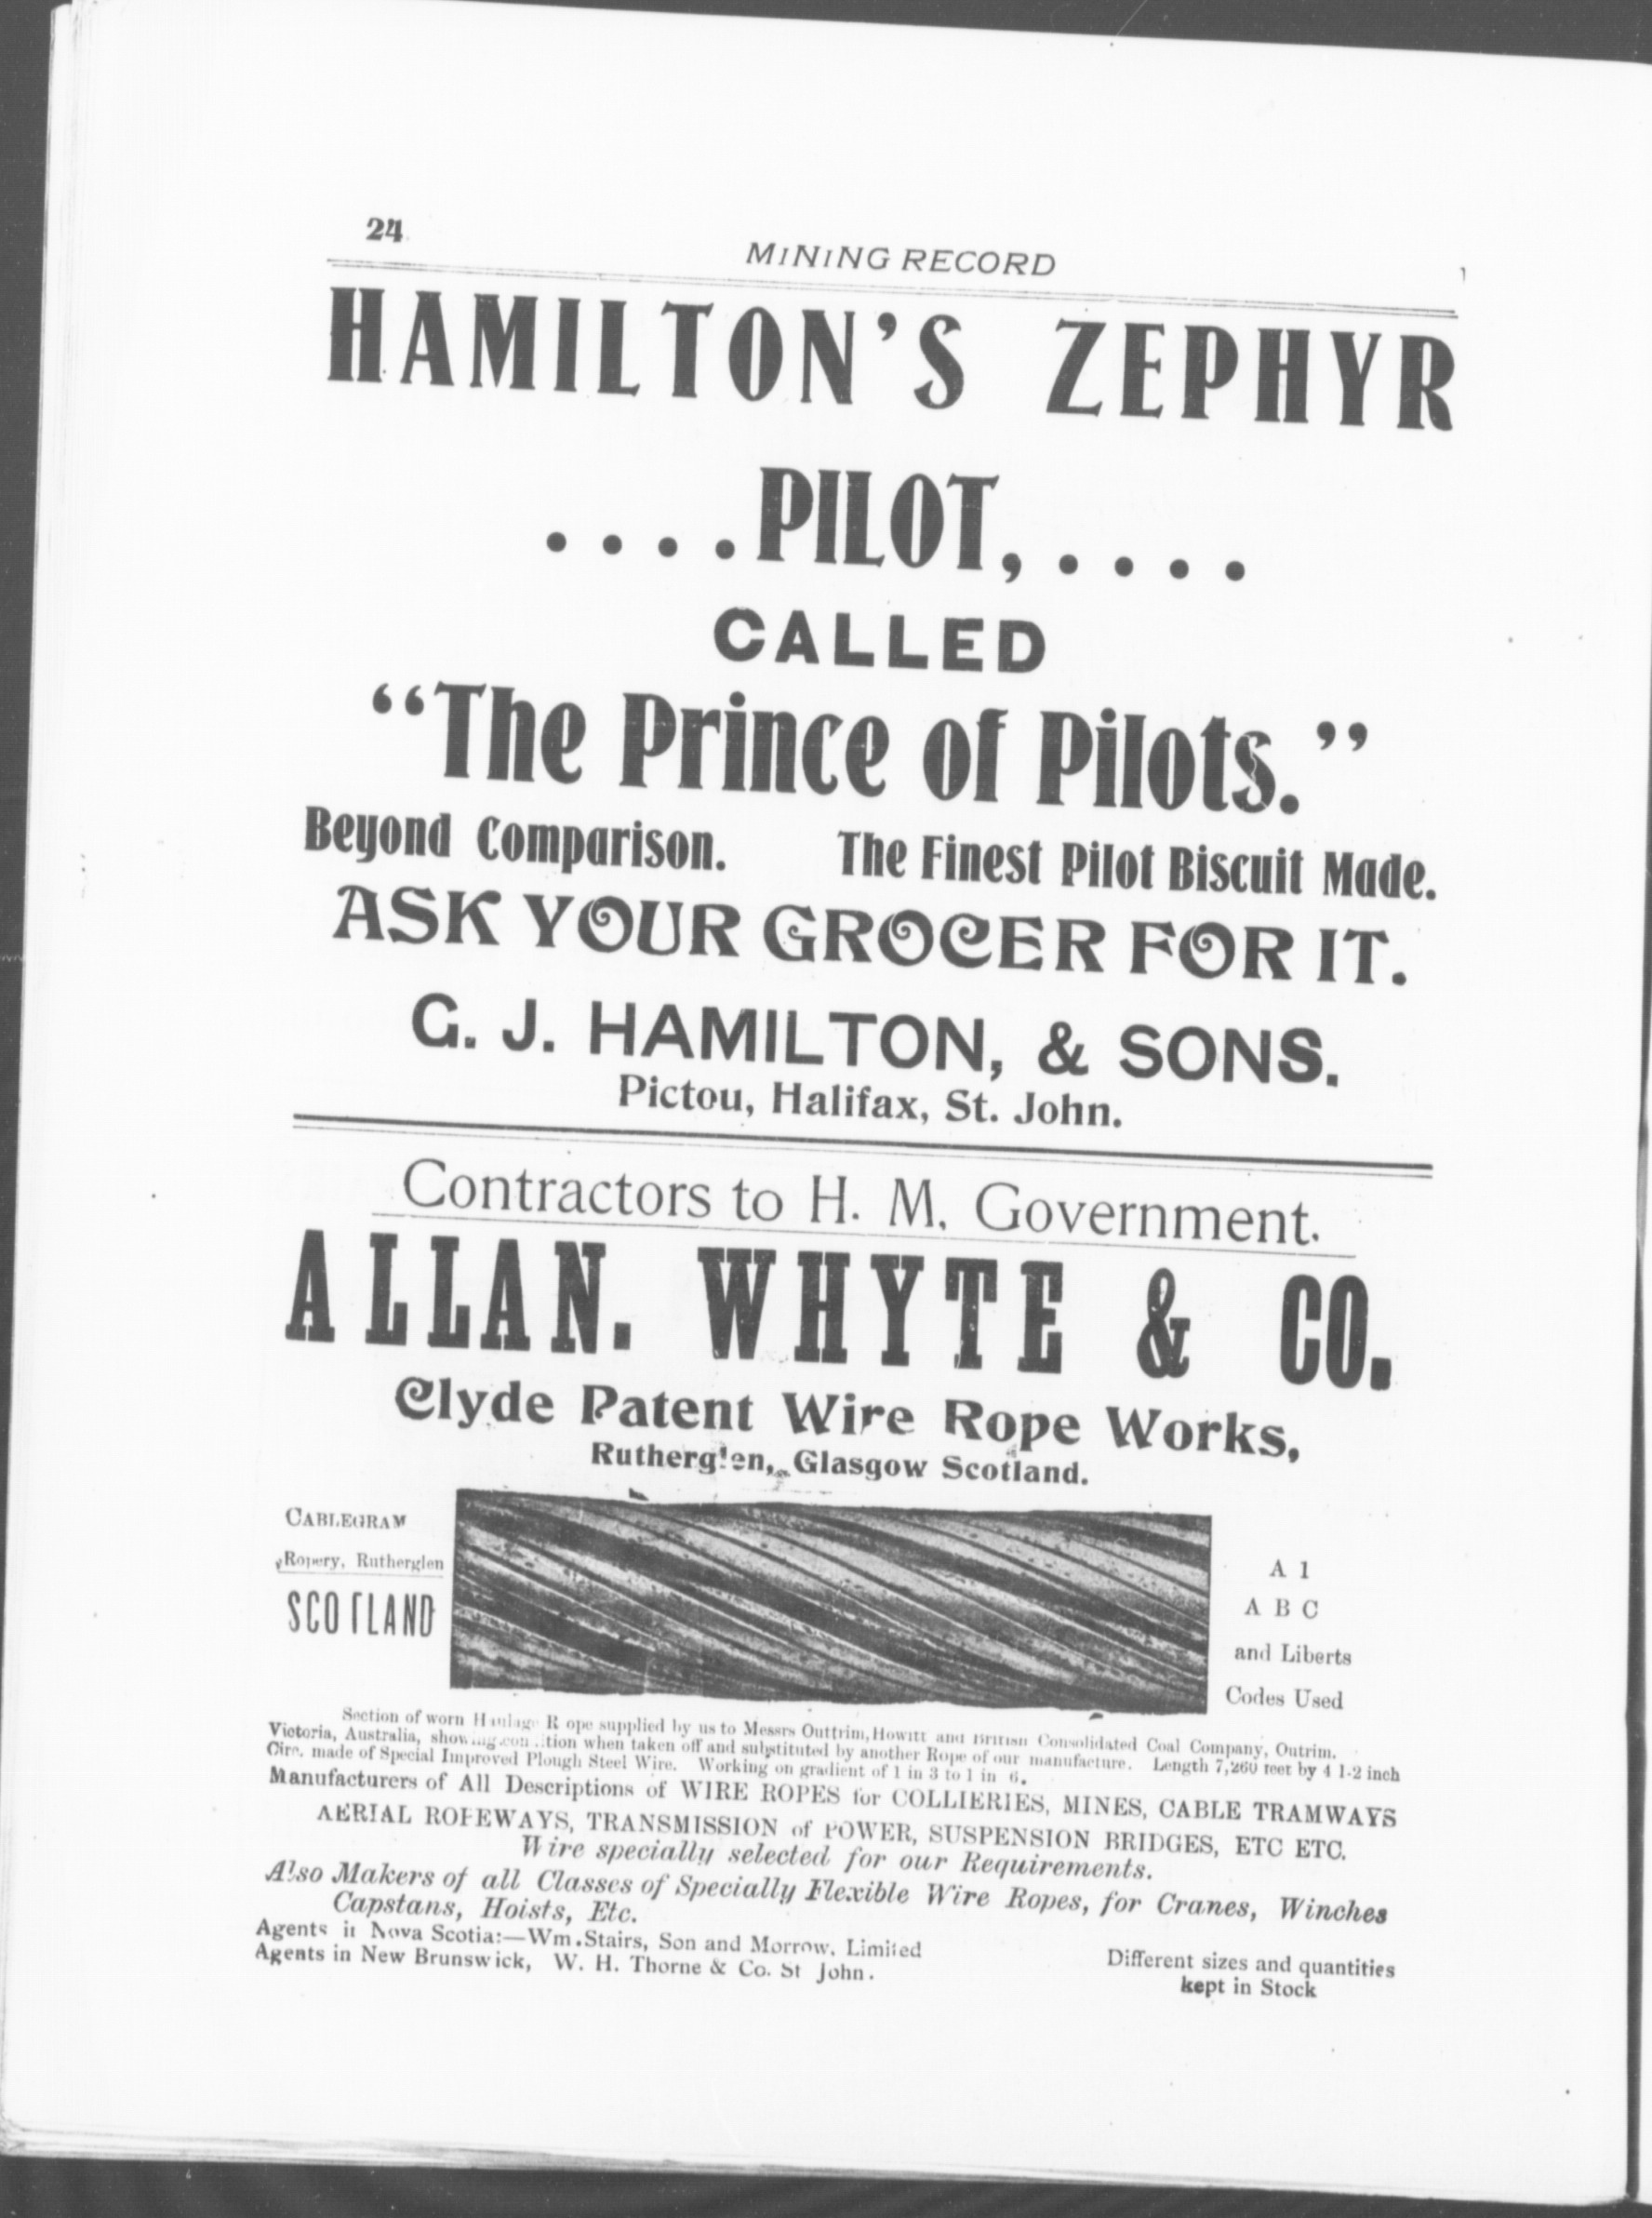 24
MINING RECORD
HAMILTON'S ZEPHYR
....PILOT,....
CALLED
“The Prince of Pilots.”
Beyond Comparison. The Finest Pilot Biscuit Made.
ASK YOUR GROCER FOR IT.
G. J. HAMILTON, & SONS.
Pictou, Halifax, St. John.
Contractors to H. M. Government.
ALLAN. WHYTE & CO.
Clyde Patent Wire Rope Works,
Rutherglen, Glasgow Scotland.
CABLEGRAM
Ropery, Rutherglen
SCOTLAND
A 1
A B C
and Liberts
Codes Used
Section of worn Haulage Rope supplied by us to Messrs Outtrim, Howitt and British Consolidated Coal Company, Outrim.
Victoria, Australia, showing condition when taken off and substituted by another Rope of our manufacture. Length 7,260 feet by 4 1-2 inch
Circ. made of Special Improved Plough Steel Wire. Working on gradient of 1 in 3 to 1 in 6.
Manufacturers of All Descriptions of WIRE ROPES for COLLIERIES, MINES, CABLE TRAMWAYS
AERIAL ROPEWAYS, TRANSMISSION of POWER, SUSPENSION BRIDGES, ETC ETC.
Wire specially selected for our Requirements.
Also Makers of all Classes of Specially Flexible Wire Ropes, for Cranes, Winches
Capstans, Hoists, Etc.
Agents in Nova Scotia:—Wm. Stairs, Son and Morrow, Limited
Agents in New Brunswick, W. H. Thorne & Co. St John.
Different sizes and quantities
kept in Stock